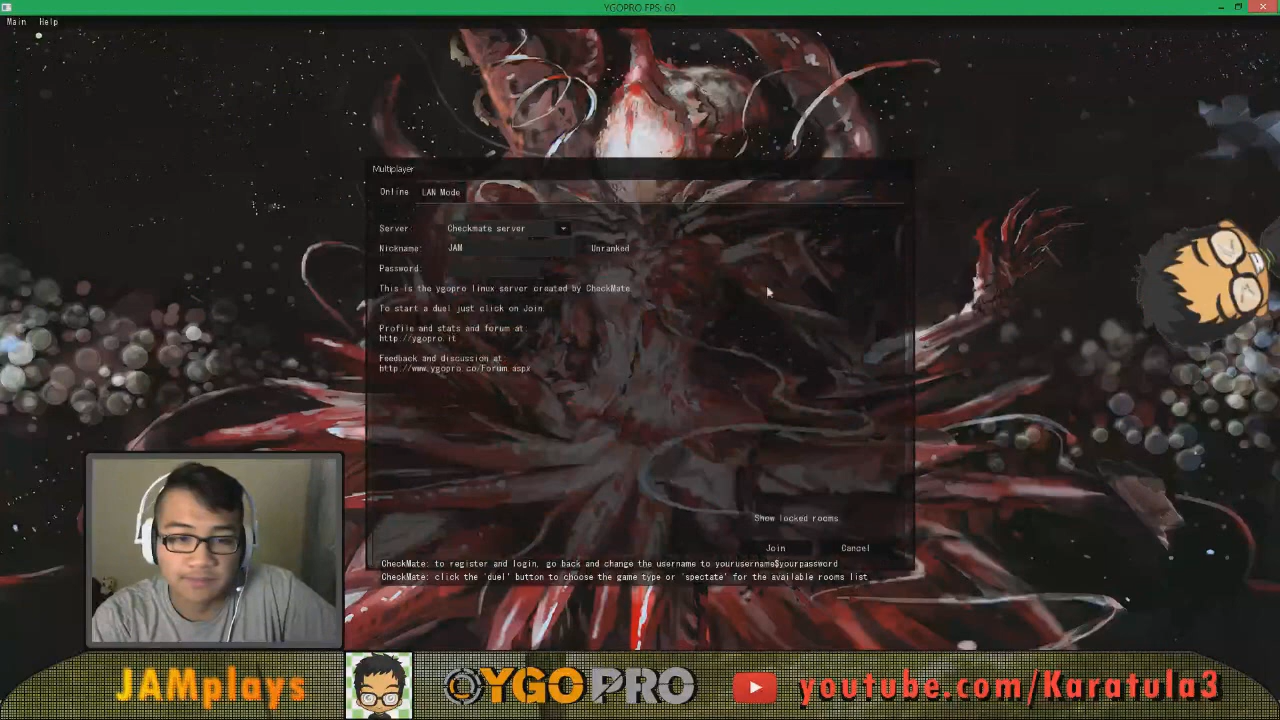 YGOPRO FPS: 60
Main Help
Multiplayer
Online LAN Mode
Server: Checkmate server
Nickname: JAM Unranked
Password:
This is the ygopro linux server created by CheckMate
To start a duel just click on Join.
Profile and stats and forum at:
http://ygopro.it
Feedback and discussion at:
http://www.ygopro.co/Forum.aspx
Show locked rooms
Join Cancel
CheckMate: to register and login, go back and change the username to yourusername$yourpassword
CheckMate: click the 'duel' button to choose the game type or 'spectate' for the available rooms list
JAMplays YGOPRO youtube.com/Karatula3